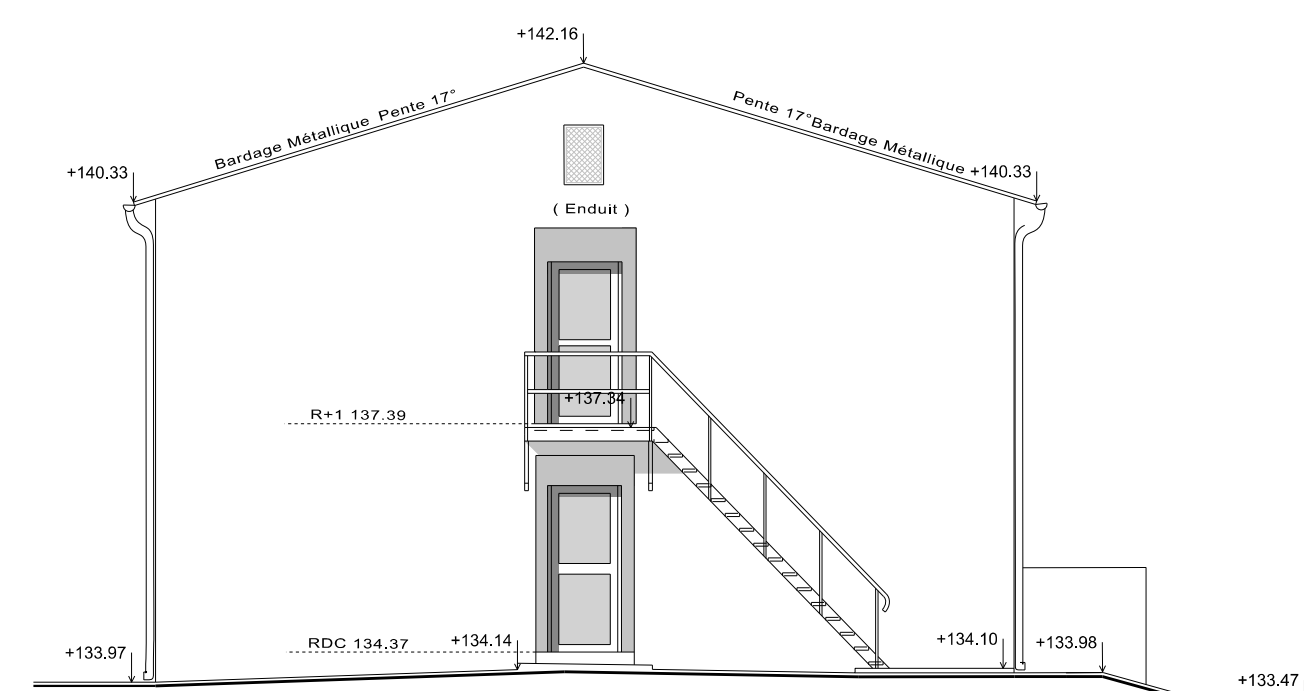 +142.16
Bardage Métallique Pente 17°
Pente 17°Bardage Métallique
+140.33
+140.33
( Enduit )
+137.34
R+1 137.39
RDC 134.37
+134.14
+134.10
+133.98
+133.97
+133.47